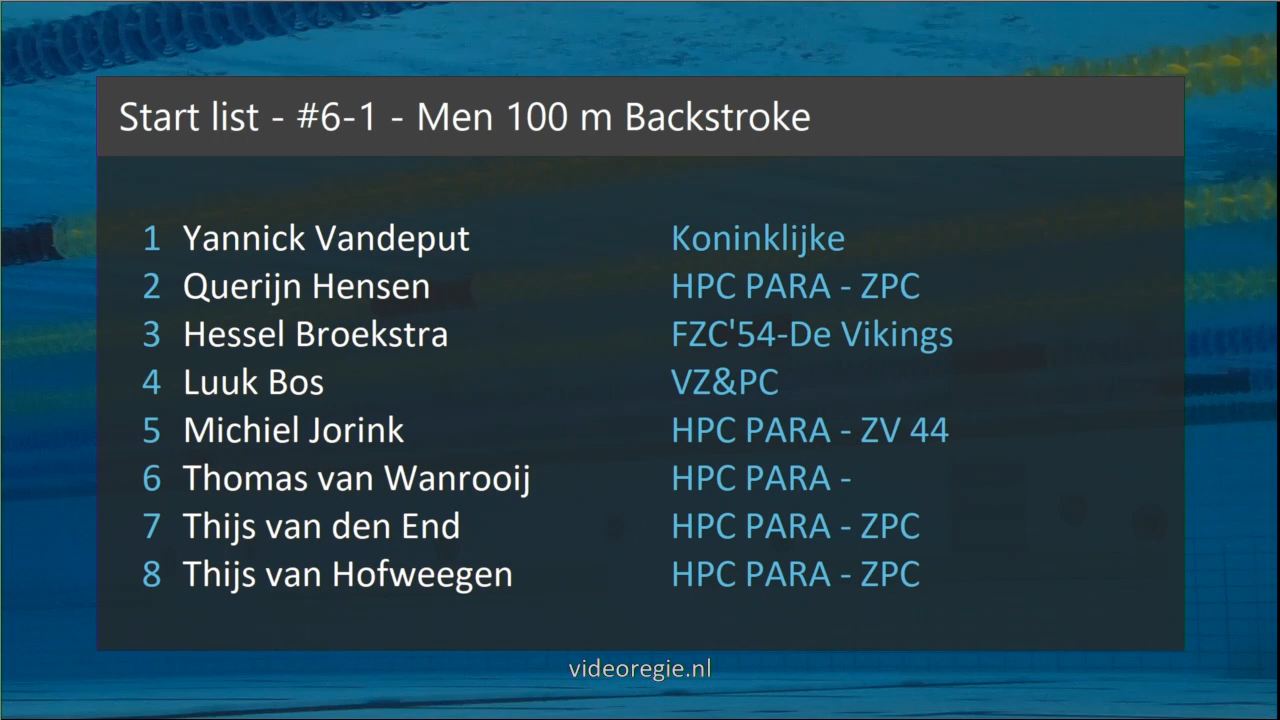 Start list - #6-1 - Men 100 m Backstroke
1 Yannick Vandeput Koninklijke
2 Querijn Hensen HPC PARA - ZPC
3 Hessel Broekstra FZC'54-De Vikings
4 Luuk Bos VZ&PC
5 Michiel Jorink HPC PARA - ZV 44
6 Thomas van Wanrooij HPC PARA -
7 Thijs van den End HPC PARA - ZPC
8 Thijs van Hofweegen HPC PARA - ZPC
videoregie.nl